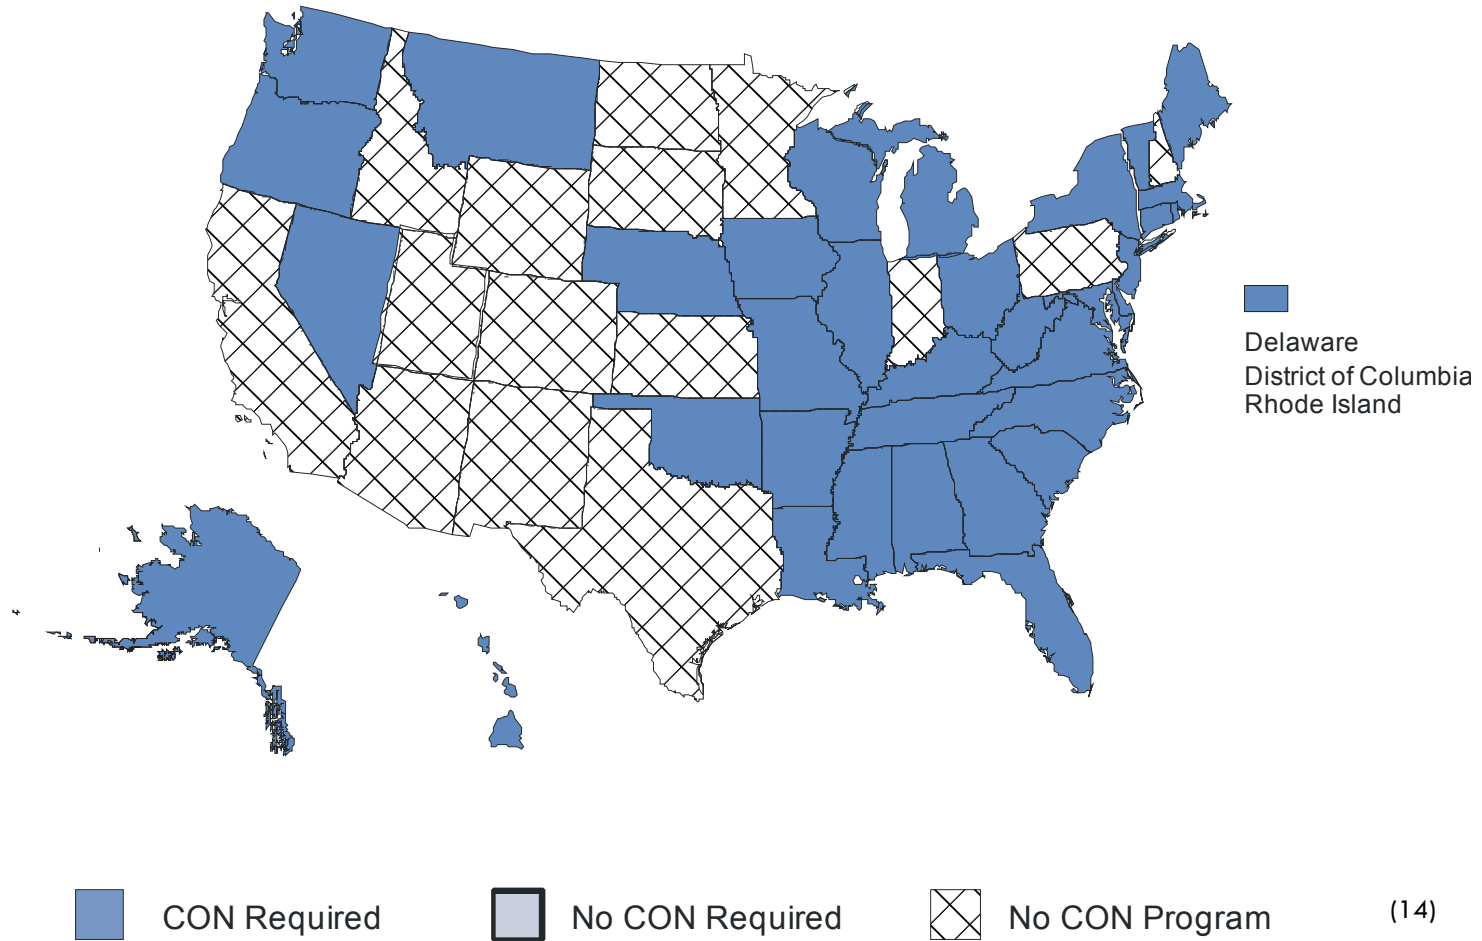 Delaware
District of Columbia
Rhode Island
CON Required
No CON Required
No CON Program
(14)